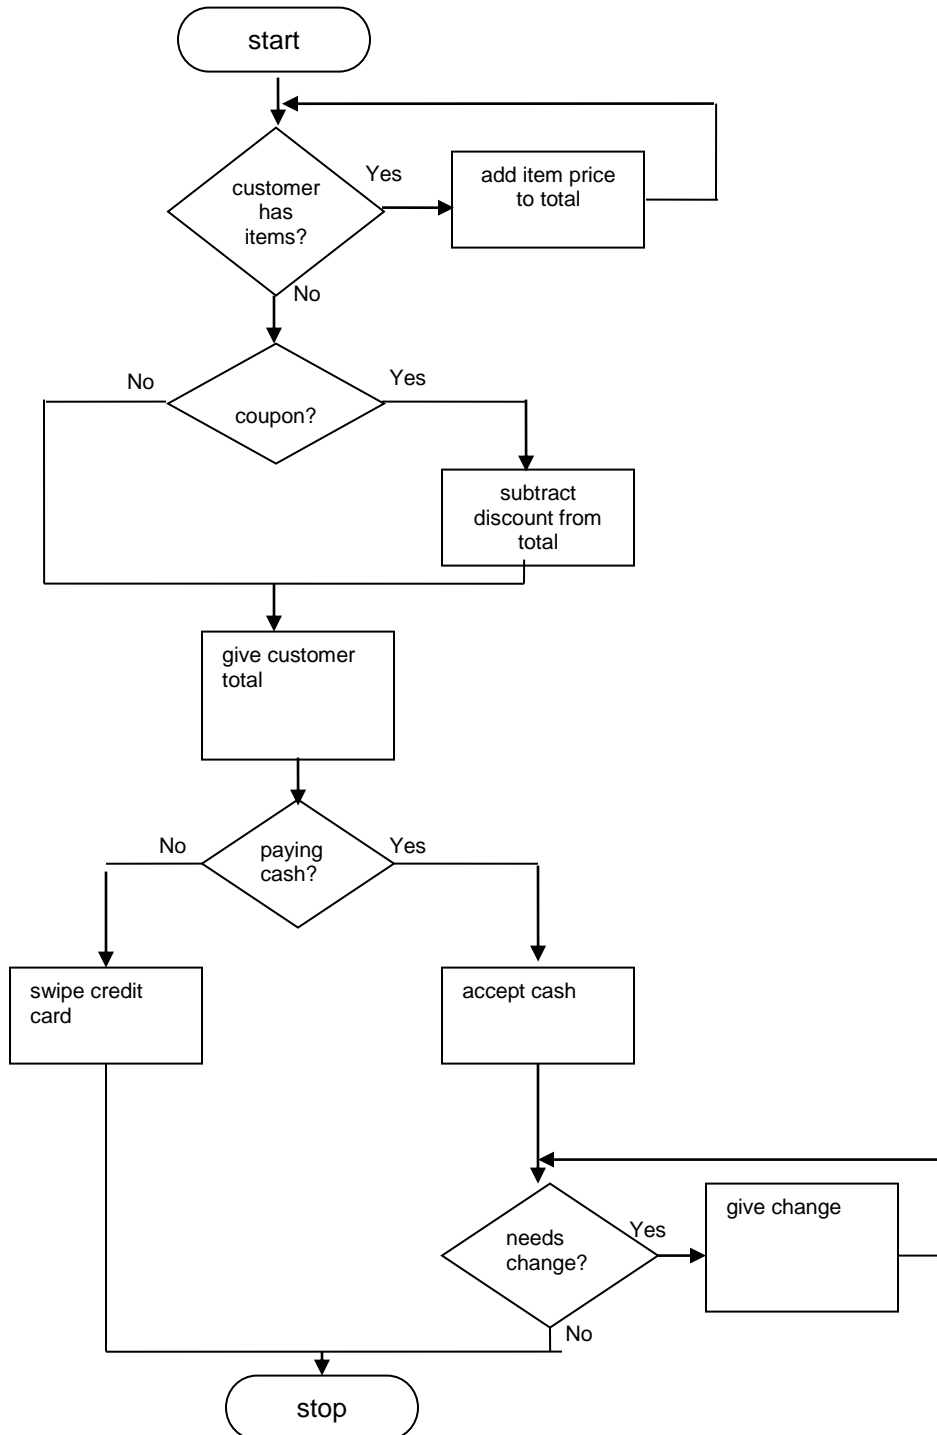 start
Yes
customer
has
items?
add item price
to total
No
No
Yes
coupon?
subtract
discount from
total
give customer
total
No
Yes
paying
cash?
swipe credit
card
accept cash
needs
change?
Yes
give change
No
stop